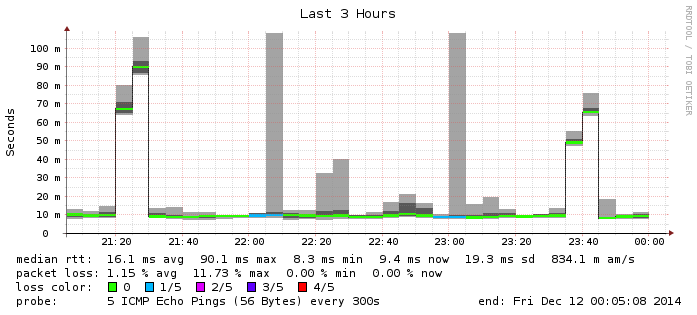 Last 3 Hours
RRDTOOL / TOBI OETIKER
Seconds
100 m
90 m
80 m
70 m
60 m
50 m
40 m
30 m
20 m
10 m
0
21:20 21:40 22:00 22:20 22:40 23:00 23:20 23:40 00:00
median rtt: 16.1 ms avg 90.1 ms max 8.3 ms min 9.4 ms now 19.3 ms sd 834.1 m am/s
packet loss: 1.15 % avg 11.73 % max 0.00 % min 0.00 % now
loss color: 0 1/5 2/5 3/5 4/5
probe: 5 ICMP Echo Pings (56 Bytes) every 300s end: Fri Dec 12 00:05:08 2014